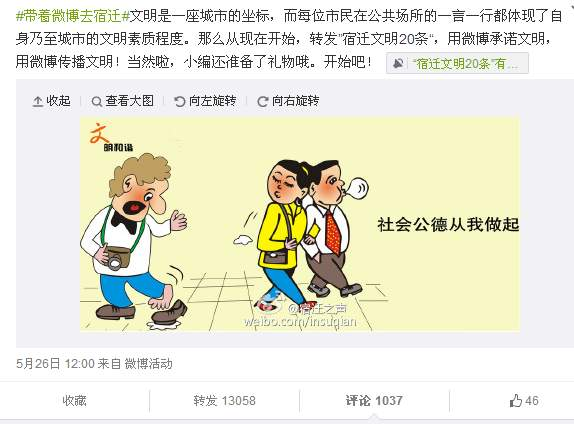 #带着微博去宿迁#文明是一座城市的坐标，而每位市民在公共场所的一言一行都体现了自
身乃至城市的文明素质程度。那么从现在开始，转发”宿迁文明20条“，用微博承诺文明，
用微博传播文明！当然啦，小编还准备了礼物哦。开始吧！ “宿迁文明20条”有...
收起 查看大图 向左旋转 向右旋转
文
明和谐
社会公德从我做起
@宿迁之声
weibo.com/insuqian
5月26日 12:00 来自 微博活动
收藏 转发 13058 评论 1037 46